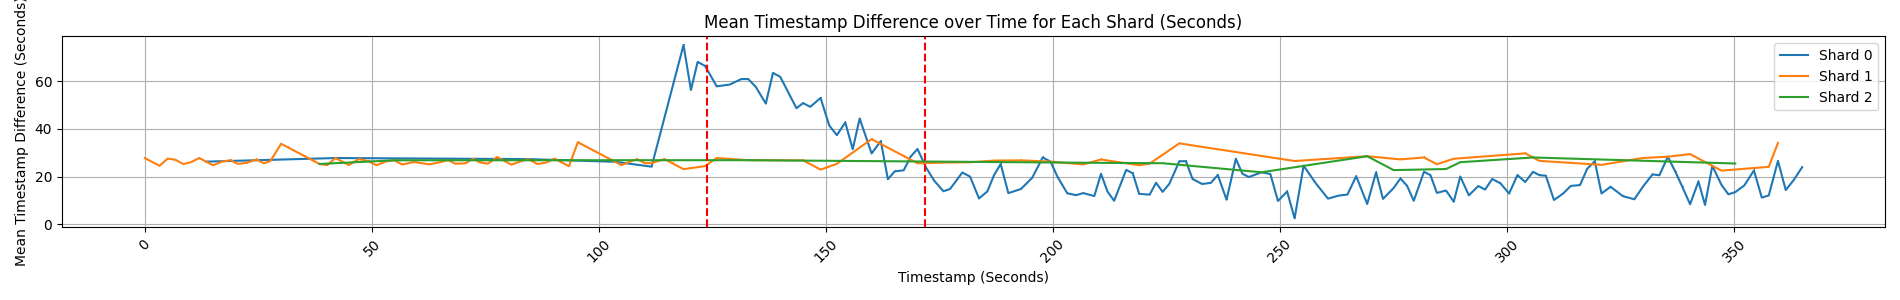 Mean Timestamp Difference over Time for Each Shard (Seconds)
Mean Timestamp Difference (Seconds)
60
40
20
0
Shard 0
Shard 1
Shard 2
0
50
100
150
200
250
300
350
Timestamp (Seconds)